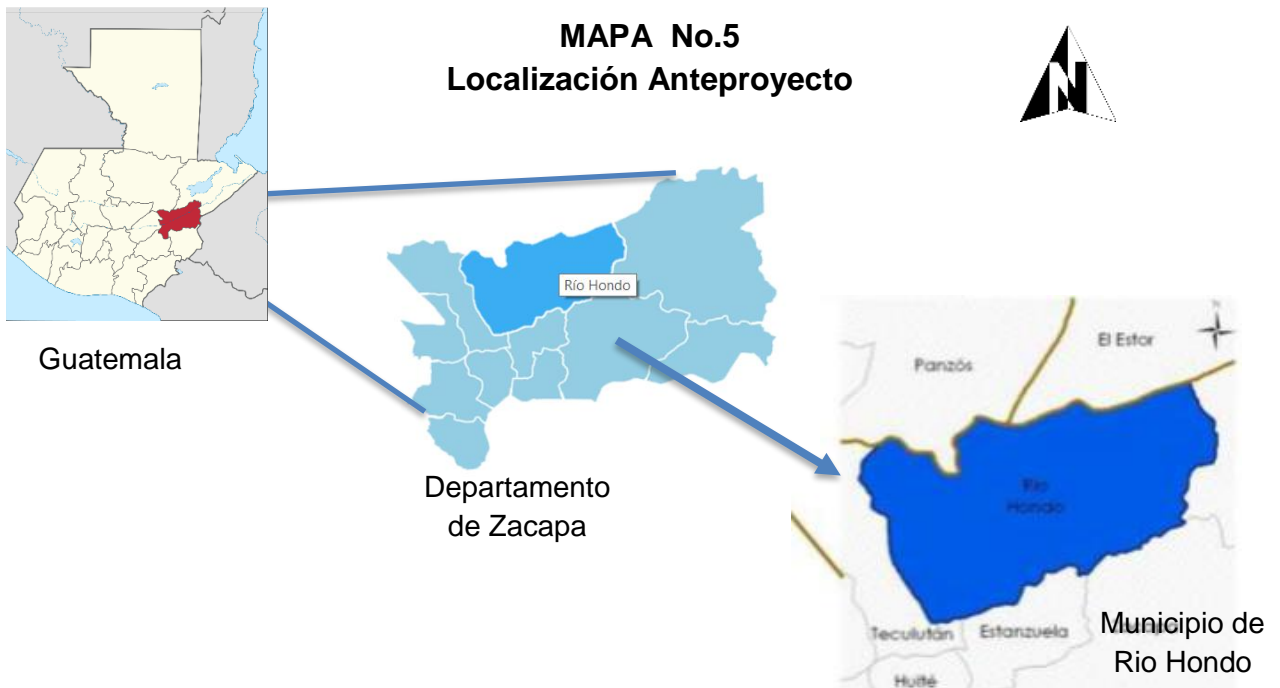 MAPA No.5
Localización Anteproyecto
N
Guatemala
Río Hondo
Departamento
de Zacapa
Panzós
El Estor
Río
Hondo
Teculután
Estanzuela
Huité
Municipio de
Rio Hondo